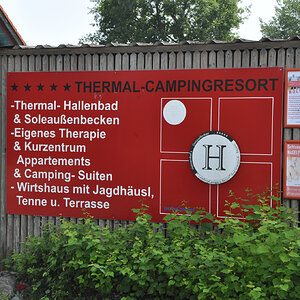 ★★★★★ THERMAL-CAMPINGRESORT
-Thermal- Hallenbad
& Soleaußenbecken
-Eigenes Therapie
& Kurzentrum
Appartements
& Camping- Suiten
- Wirtshaus mit Jagdhäusl,
Tenne u. Terrasse
H